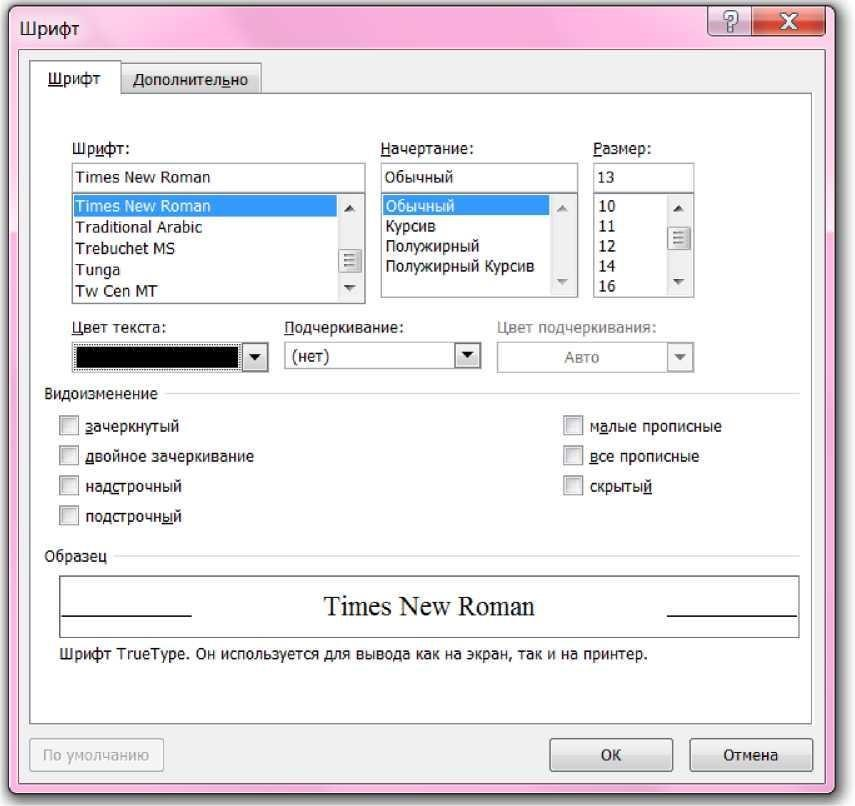 Шрифт
Шрифт Дополнительно
Шрифт: Начертание: Размер:
Times New Roman Обычный 13
Times New Roman Обычный 10
Traditional Arabic Курсив 11
Trebuchet MS Полужирный 12
Tunga Полужирный Курсив 14
Tw Cen MT 16
Цвет текста: Подчеркивание: Цвет подчеркивания:
(нет) Авто
Видоизменение
зачеркнутый малые прописные
двойное зачеркивание все прописные
надстрочный скрытый
подстрочный
Образец
Times New Roman
Шрифт TrueType. Он используется для вывода как на экран, так и на принтер.
По умолчанию ОК Отмена